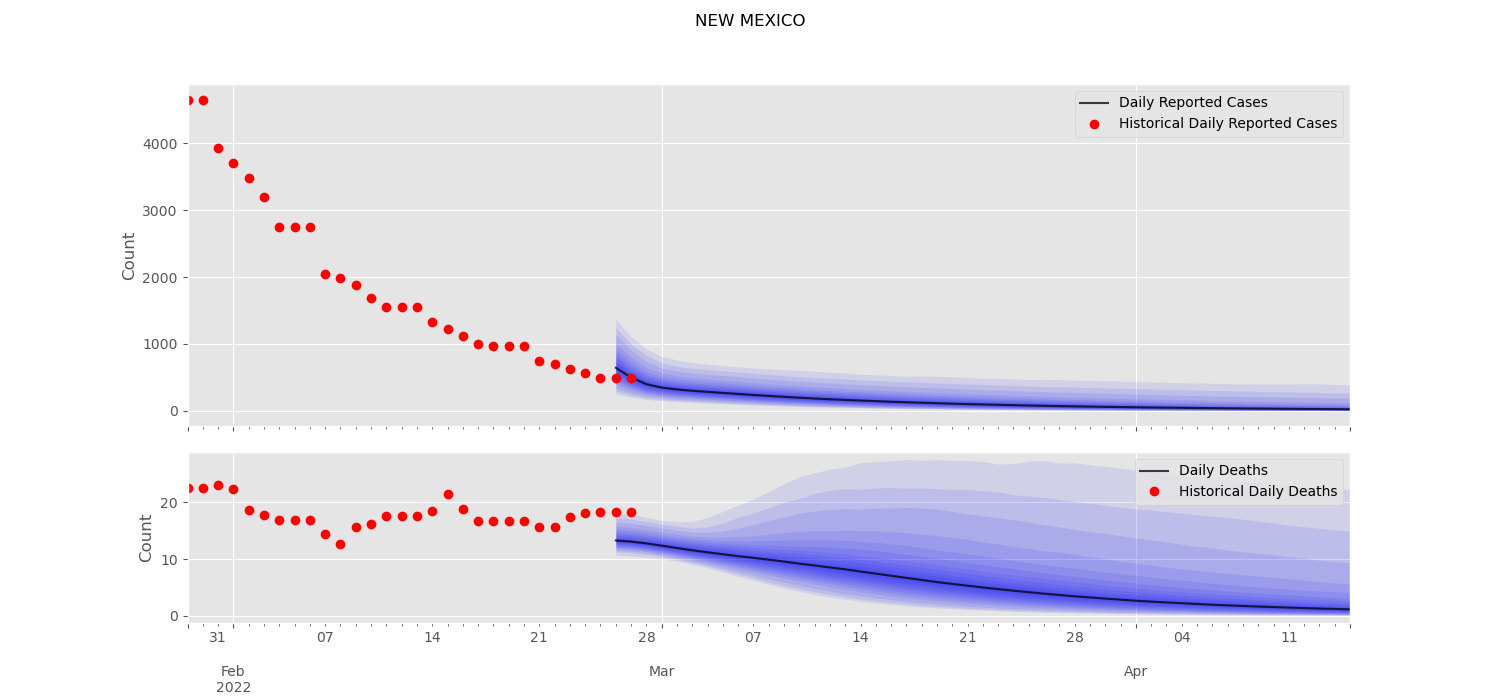 NEW MEXICO
Daily Reported Cases
Historical Daily Reported Cases
4000
3000
2000
1000
0
Count
Daily Deaths
Historical Daily Deaths
20
10
0
Count
31 07 14 21 28 07 14 21 28 04 11
Feb Mar Apr
2022